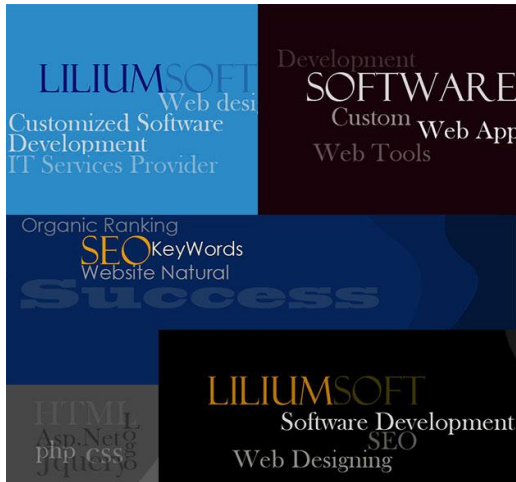 LILIUMSOFT
Web desi
Customized Software
Development
IT Services Provider
Development
SOFTWARE
Custom
Web App
Web Tools
Organic Ranking
SEO KeyWords
Website Natural
Success
HTML
Asp.Net
php css
Jquery
Logo
LILIUMSOFT
Software Development
SEO
Web Designing